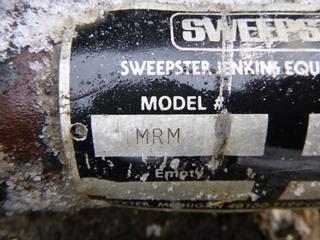 SWEEPS
SWEEPSTER JENKINS EQU
MODEL #
MRM
Empty